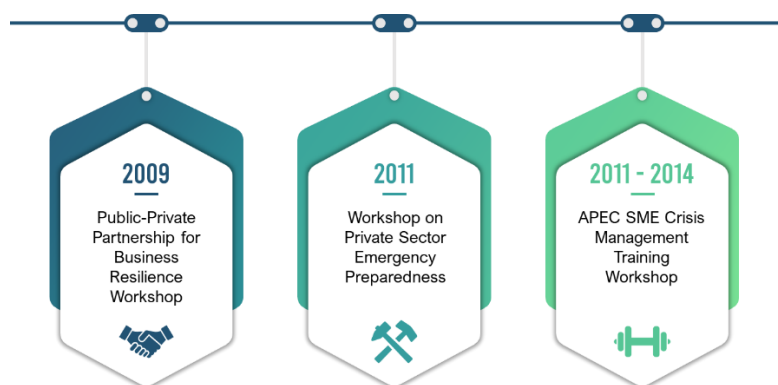 2009
Public-Private
Partnership for
Business
Resilience
Workshop
2011
Workshop on
Private Sector
Emergency
Preparedness
2011 - 2014
APEC SME Crisis
Management
Training
Workshop